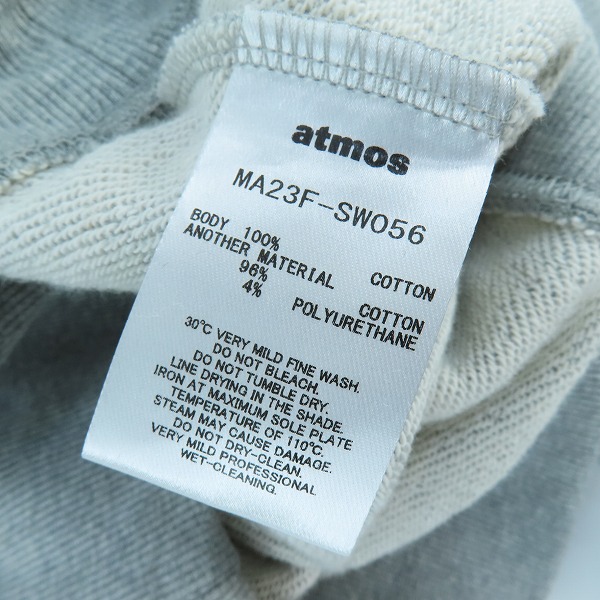 atmos
MA23F-SW056
BODY 100% COTTON
ANOTHER MATERIAL
96% COTTON
4% POLYURETHANE
30℃ VERY MILD FINE WASH.
DO NOT BLEACH.
DO NOT TUMBLE DRY.
LINE DRYING IN THE SHADE.
IRON AT MAXIMUM SOLE PLATE
TEMPERATURE OF 110℃.
STEAM MAY CAUSE DAMAGE.
DO NOT DRY-CLEAN.
VERY MILD PROFESSIONAL
WET-CLEANING.